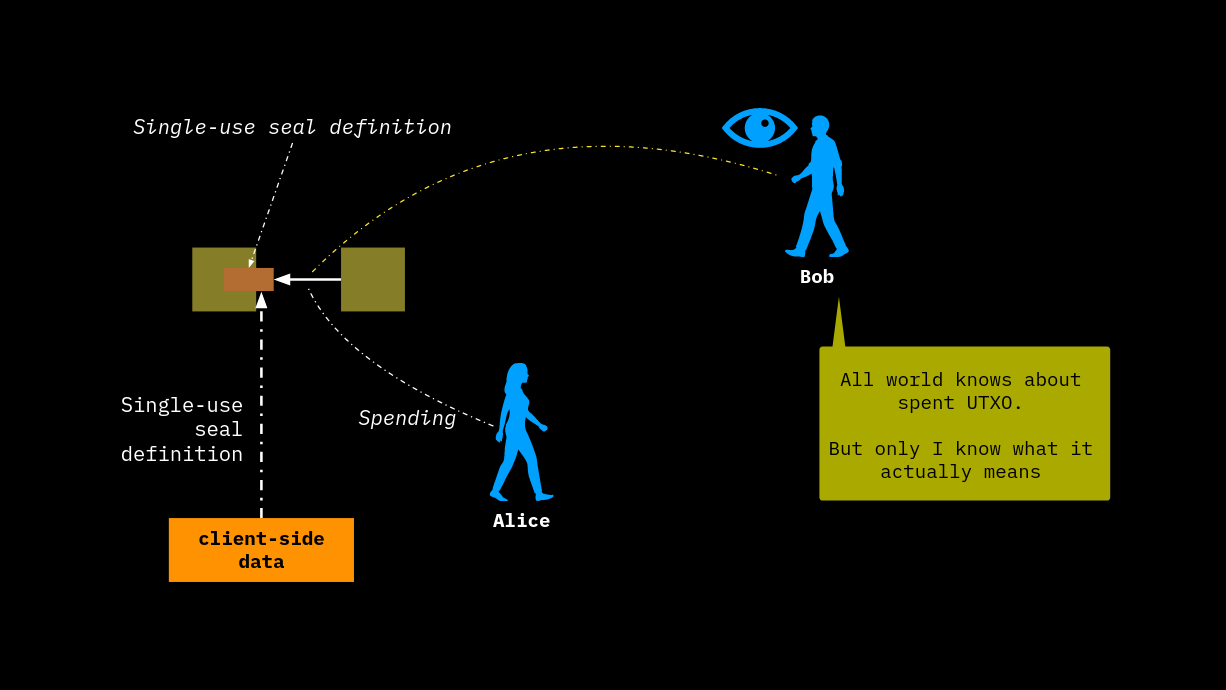 Single-use seal definition
Bob
All world knows about
spent UTXO.
But only I know what it
actually means
Single-use
seal
definition
Spending
Alice
client-side
data